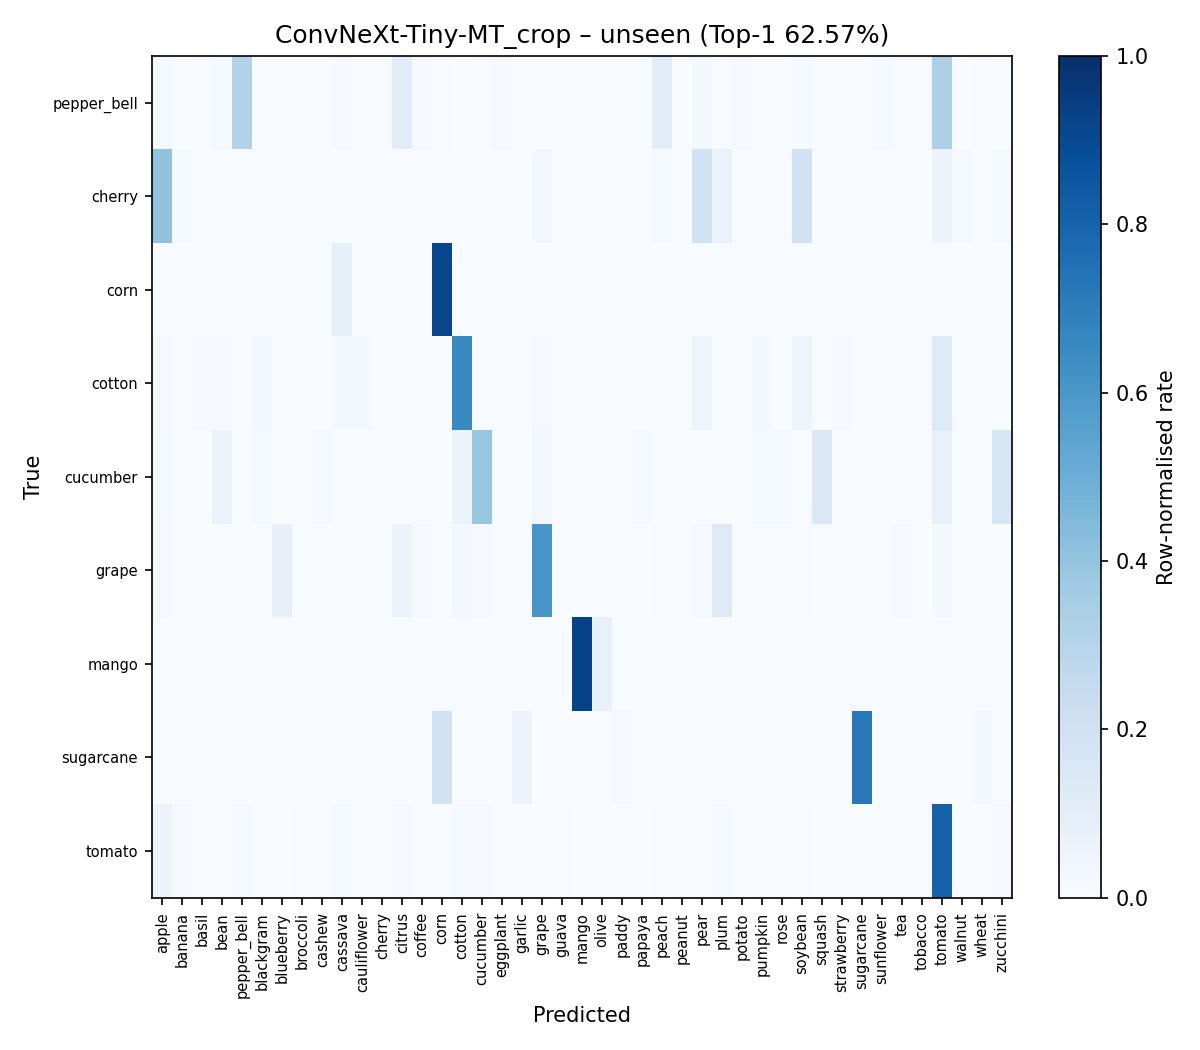 ConvNeXt-Tiny-MT_crop – unseen (Top-1 62.57%)
True
pepper_bell
cherry
corn
cotton
cucumber
grape
mango
sugarcane
tomato
apple
banana
basil
bean
pepper_bell
blackgram
blueberry
broccoli
cashew
cassava
cauliflower
cherry
citrus
coffee
corn
cotton
cucumber
eggplant
garlic
grape
guava
mango
olive
paddy
papaya
peach
peanut
pear
plum
potato
pumpkin
rose
soybean
squash
strawberry
sugarcane
sunflower
tea
tobacco
tomato
walnut
wheat
zucchini
Predicted
1.0
0.8
0.6
0.4
0.2
0.0
Row-normalised rate